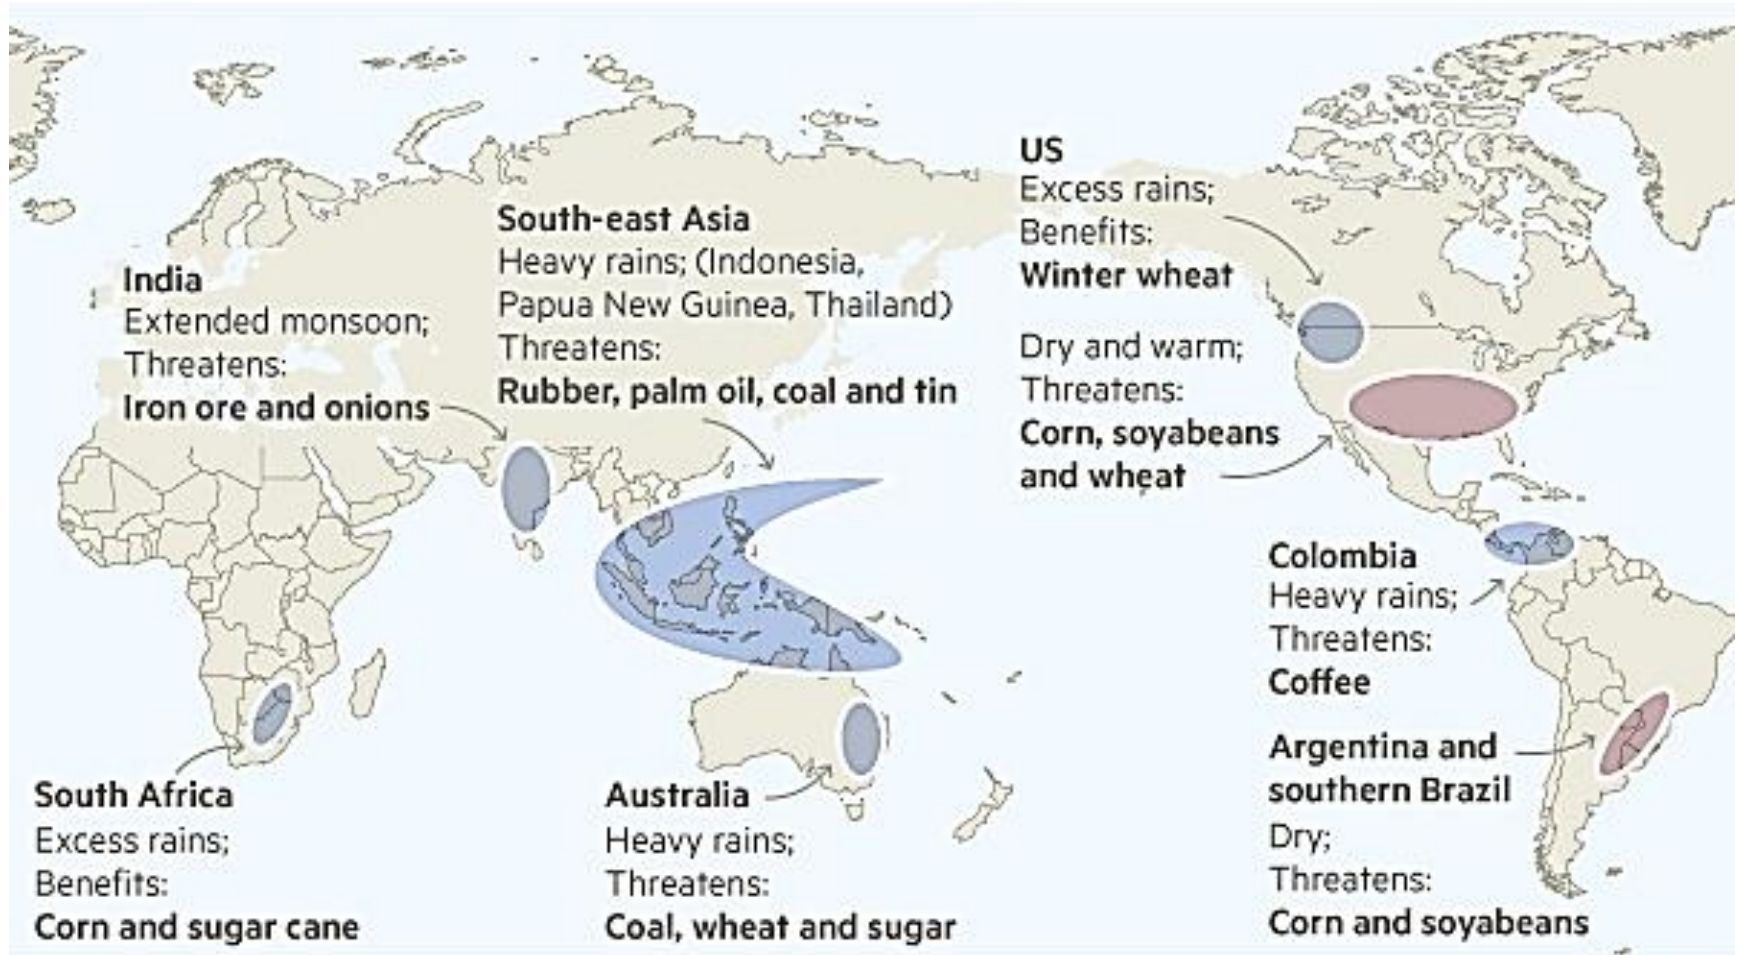 US
Excess rains;
Benefits:
Winter wheat
Dry and warm;
Threatens:
Corn, soyabeans
and wheat
South-east Asia
Heavy rains; (Indonesia,
Papua New Guinea, Thailand)
Threatens:
Rubber, palm oil, coal and tin
India
Extended monsoon;
Threatens:
Iron ore and onions
Colombia
Heavy rains;
Threatens:
Coffee
Argentina and
southern Brazil
Dry;
Threatens:
Corn and soyabeans
South Africa
Excess rains;
Benefits:
Corn and sugar cane
Australia
Heavy rains;
Threatens:
Coal, wheat and sugar